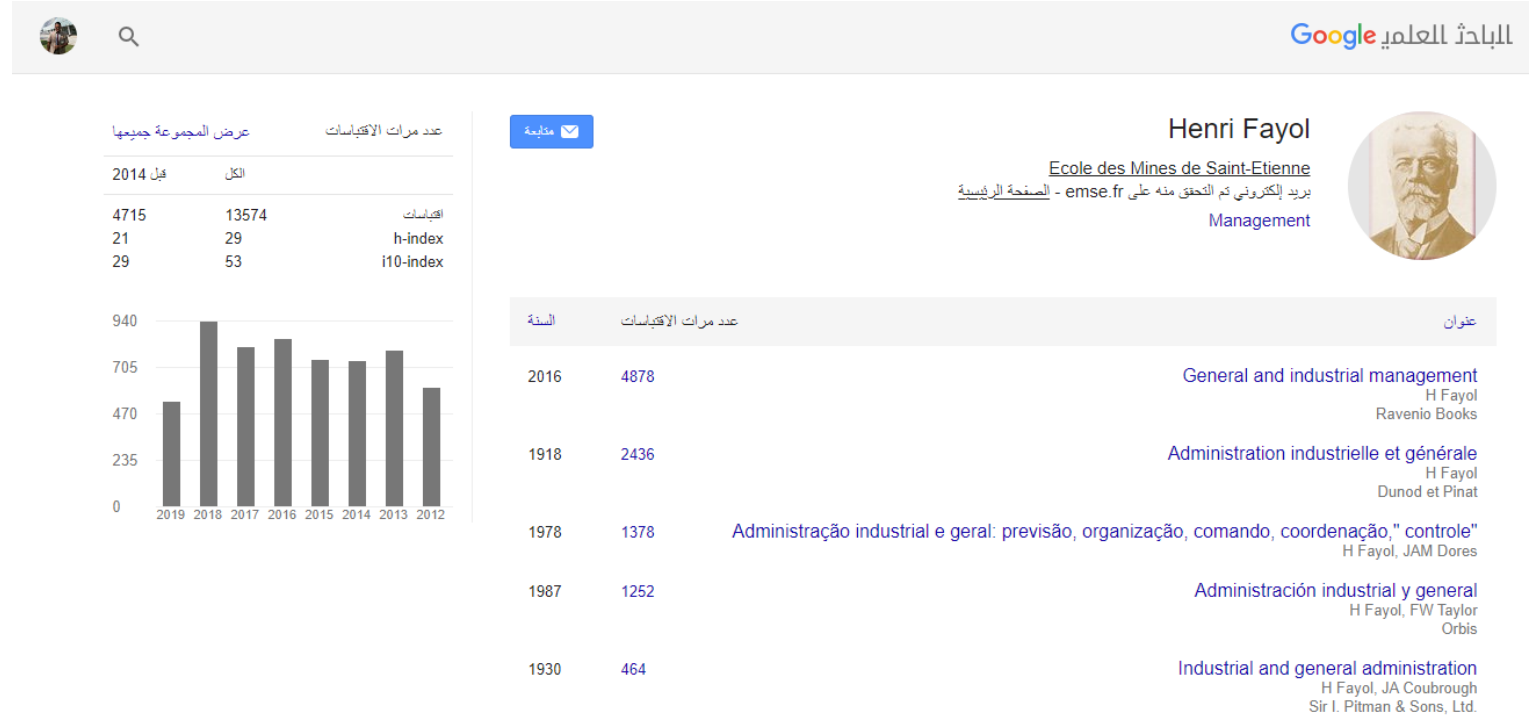 الباحث العلمي Google
Henri Fayol
Ecole des Mines de Saint-Etienne
بريد إلكتروني تم التحقق منه على emse.fr - الصفحة الرئيسية
Management
متابعة
عنوان عدد مرات الاقتباسات السنة
General and industrial management 4878 2016
H Fayol
Ravenio Books
Administration industrielle et générale 2436 1918
H Fayol
Dunod et Pinat
Administração industrial e geral: previsão, organização, comando, coordenação," controle" 1378 1978
H Fayol, JAM Dores
Administración industrial y general 1252 1987
H Fayol, FW Taylor
Orbis
Industrial and general administration 464 1930
H Fayol, JA Coubrough
Sir I. Pitman & Sons, Ltd.
عدد مرات الاقتباسات عرض المجموعة جميعها
الكل قبل 2014
اقتباسات 13574 4715
h-index 29 21
i10-index 53 29
940
705
470
235
0
2019 2018 2017 2016 2015 2014 2013 2012